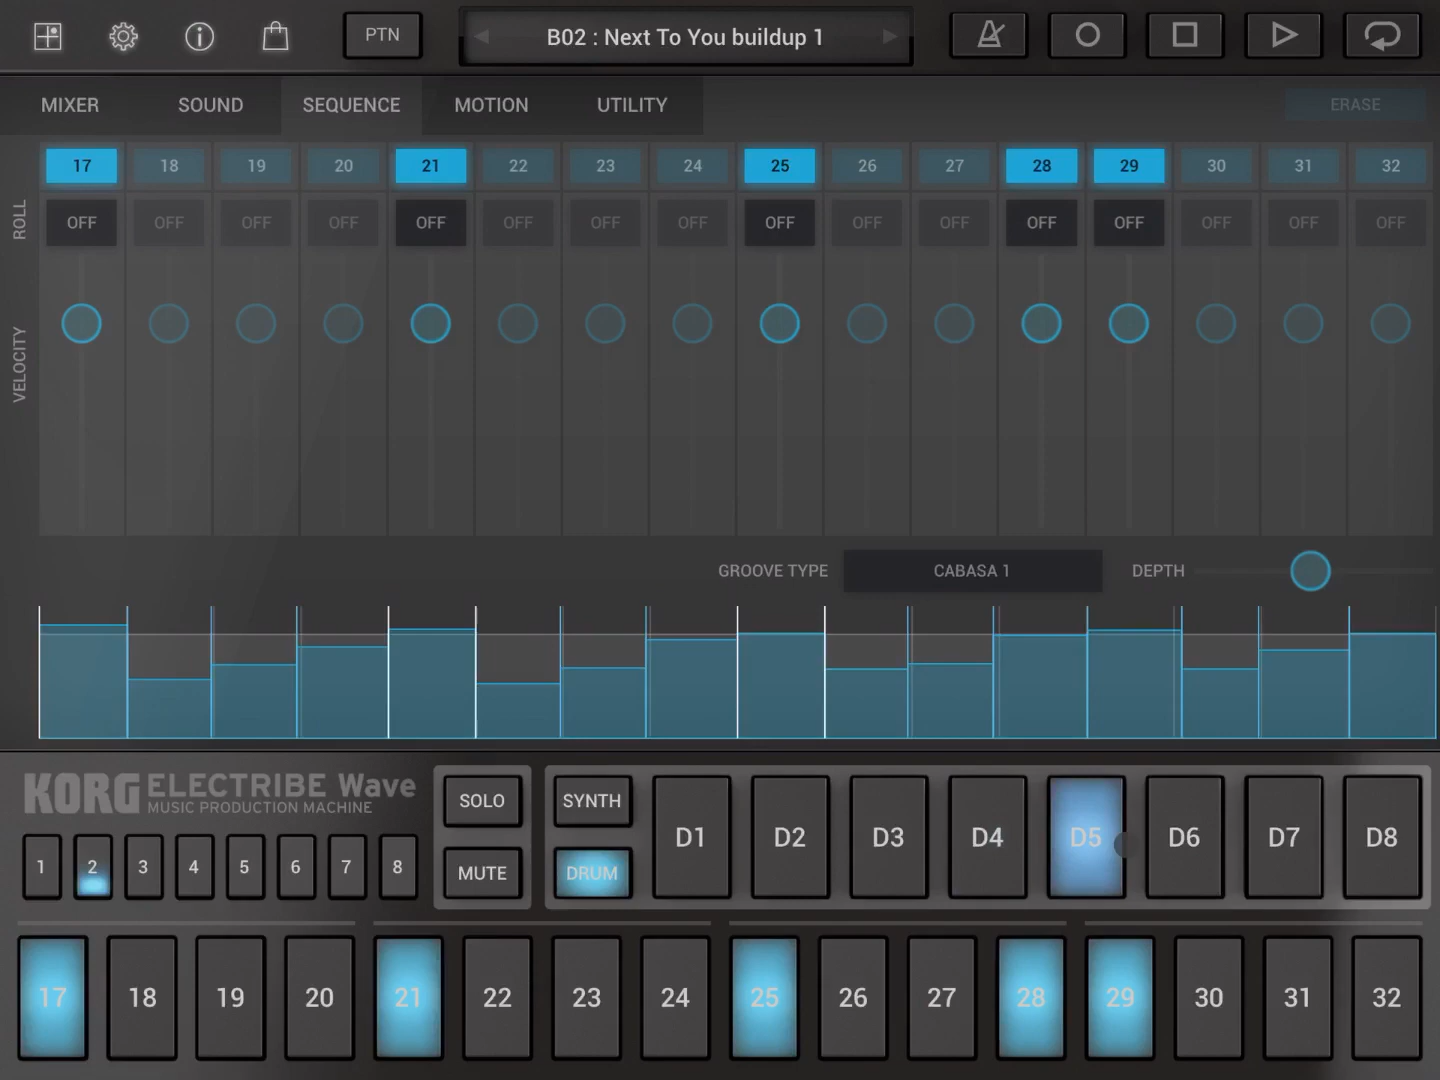 PTN
B02 : Next To You buildup 1
MIXER SOUND SEQUENCE MOTION UTILITY ERASE
17 18 19 20 21 22 23 24 25 26 27 28 29 30 31 32
ROLL
OFF OFF OFF OFF OFF OFF OFF OFF OFF OFF OFF OFF OFF OFF OFF OFF
VELOCITY
GROOVE TYPE CABASA 1 DEPTH
KORG ELECTRIBE Wave
MUSIC PRODUCTION MACHINE
SOLO SYNTH
D1 D2 D3 D4 D5 D6 D7 D8
1 2 3 4 5 6 7 8
MUTE DRUM
17 18 19 20 21 22 23 24 25 26 27 28 29 30 31 32